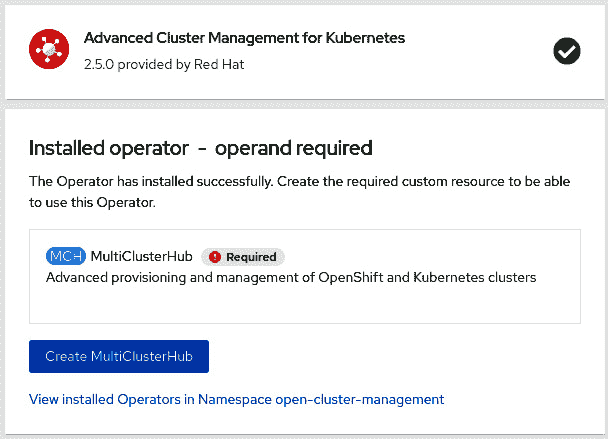 Advanced Cluster Management for Kubernetes
2.5.0 provided by Red Hat
Installed operator - operand required
The Operator has installed successfully. Create the required custom resource to be able
to use this Operator.
MCH MultiClusterHub Required
Advanced provisioning and management of OpenShift and Kubernetes clusters
Create MultiClusterHub
View installed Operators in Namespace open-cluster-management